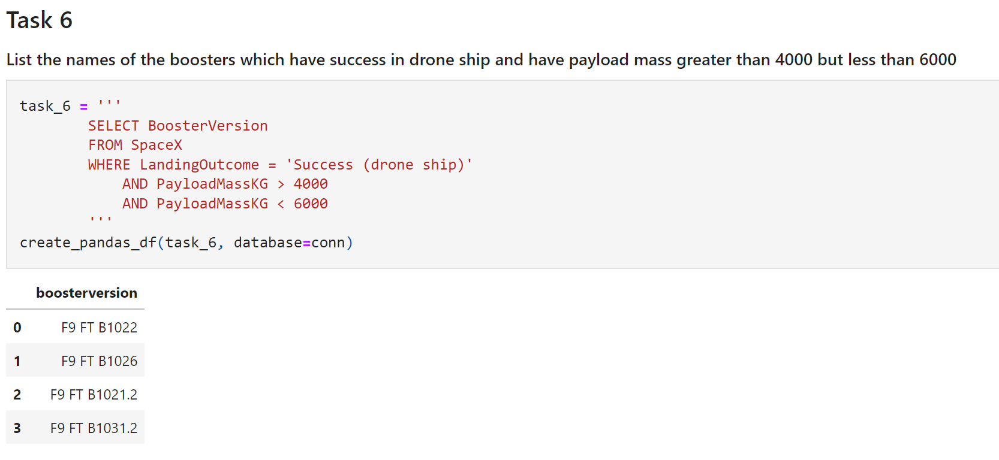 Task 6
List the names of the boosters which have success in drone ship and have payload mass greater than 4000 but less than 6000
task_6 = '''
SELECT BoosterVersion
FROM SpaceX
WHERE LandingOutcome = 'Success (drone ship)'
AND PayloadMassKG > 4000
AND PayloadMassKG < 6000
'''
create_pandas_df(task_6, database=conn)
boosterversion
0 F9 FT B1022
1 F9 FT B1026
2 F9 FT B1021.2
3 F9 FT B1031.2